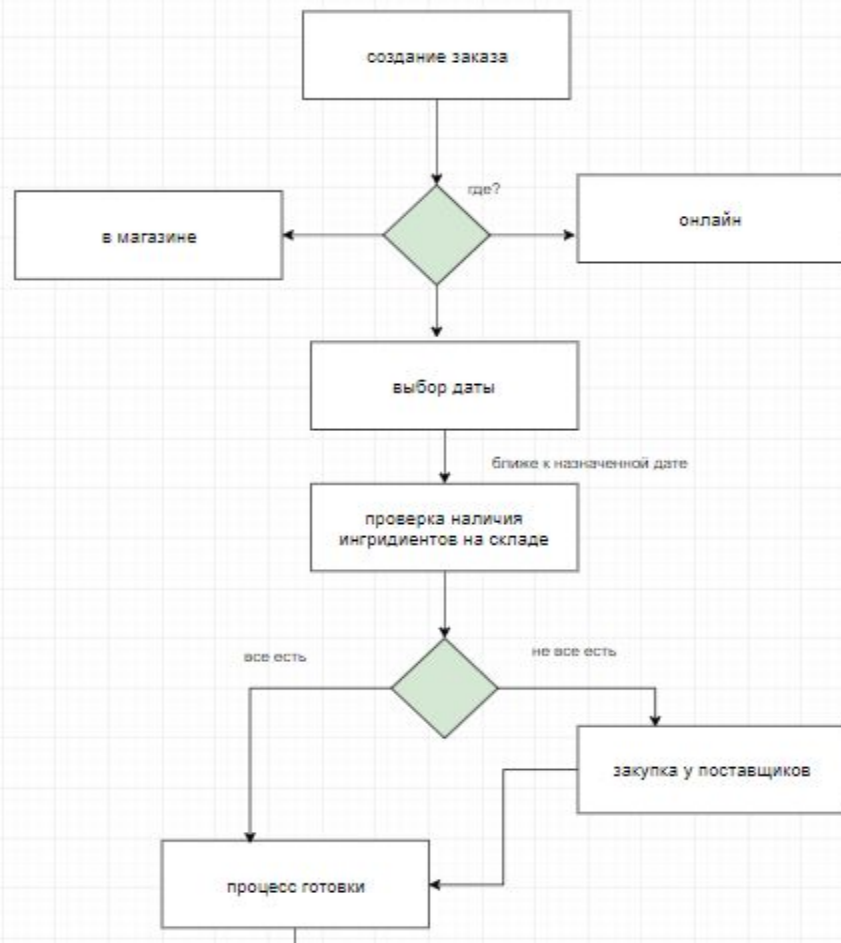 создание заказа
где?
в магазине
онлайн
выбор даты
ближе к назначенной дате
проверка наличия
ингридиентов на складе
все есть
не все есть
закупка у поставщиков
процесс готовки